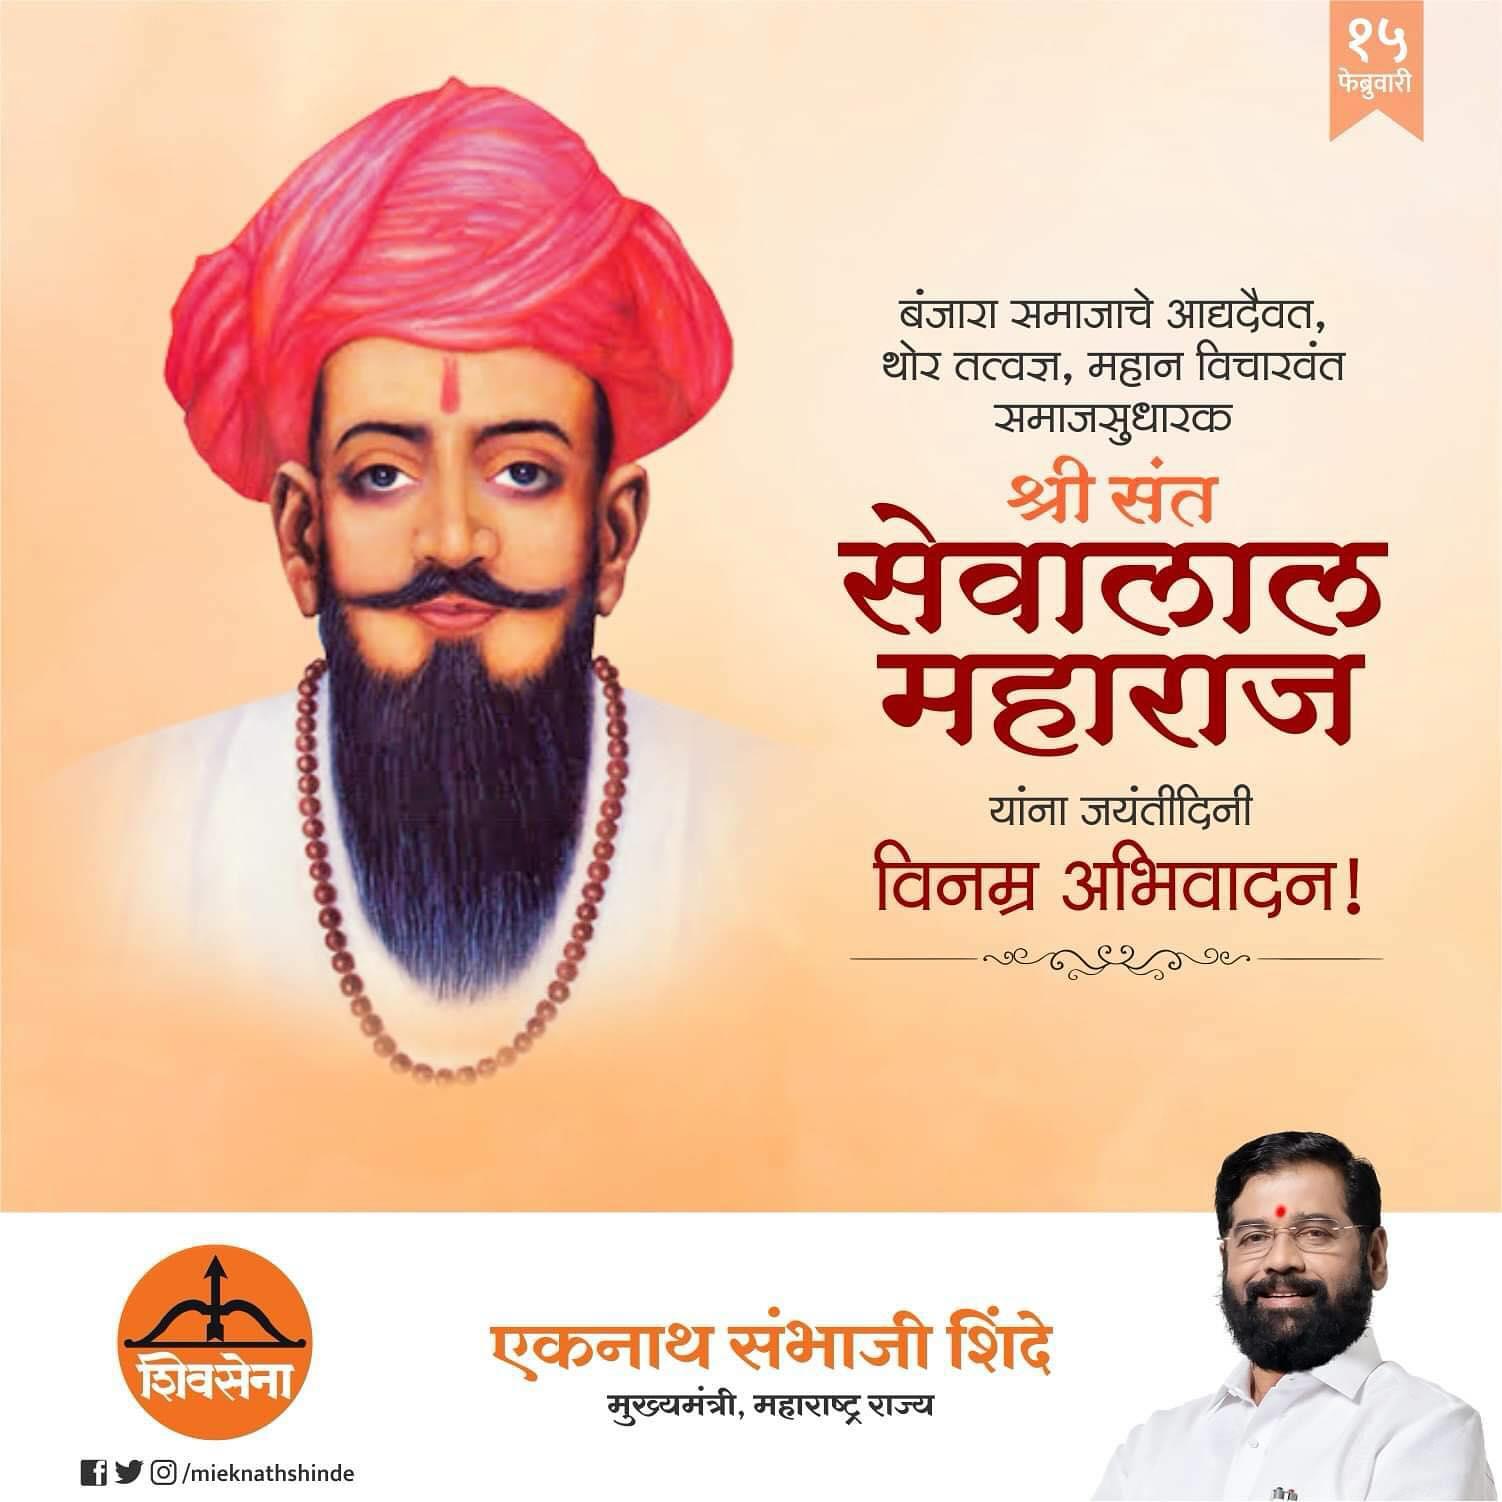 १५
फेब्रुवारी
बंजारा समाजाचे आद्यदैवत,
थोर तत्वज्ञ, महान विचारवंत
समाजसुधारक
श्री संत
सेवालाल
महाराज
यांना जयंतीदिनी
विनम्र अभिवादन!
शिवसेना
एकनाथ संभाजी शिंदे
मुख्यमंत्री, महाराष्ट्र राज्य
/mieknathshinde